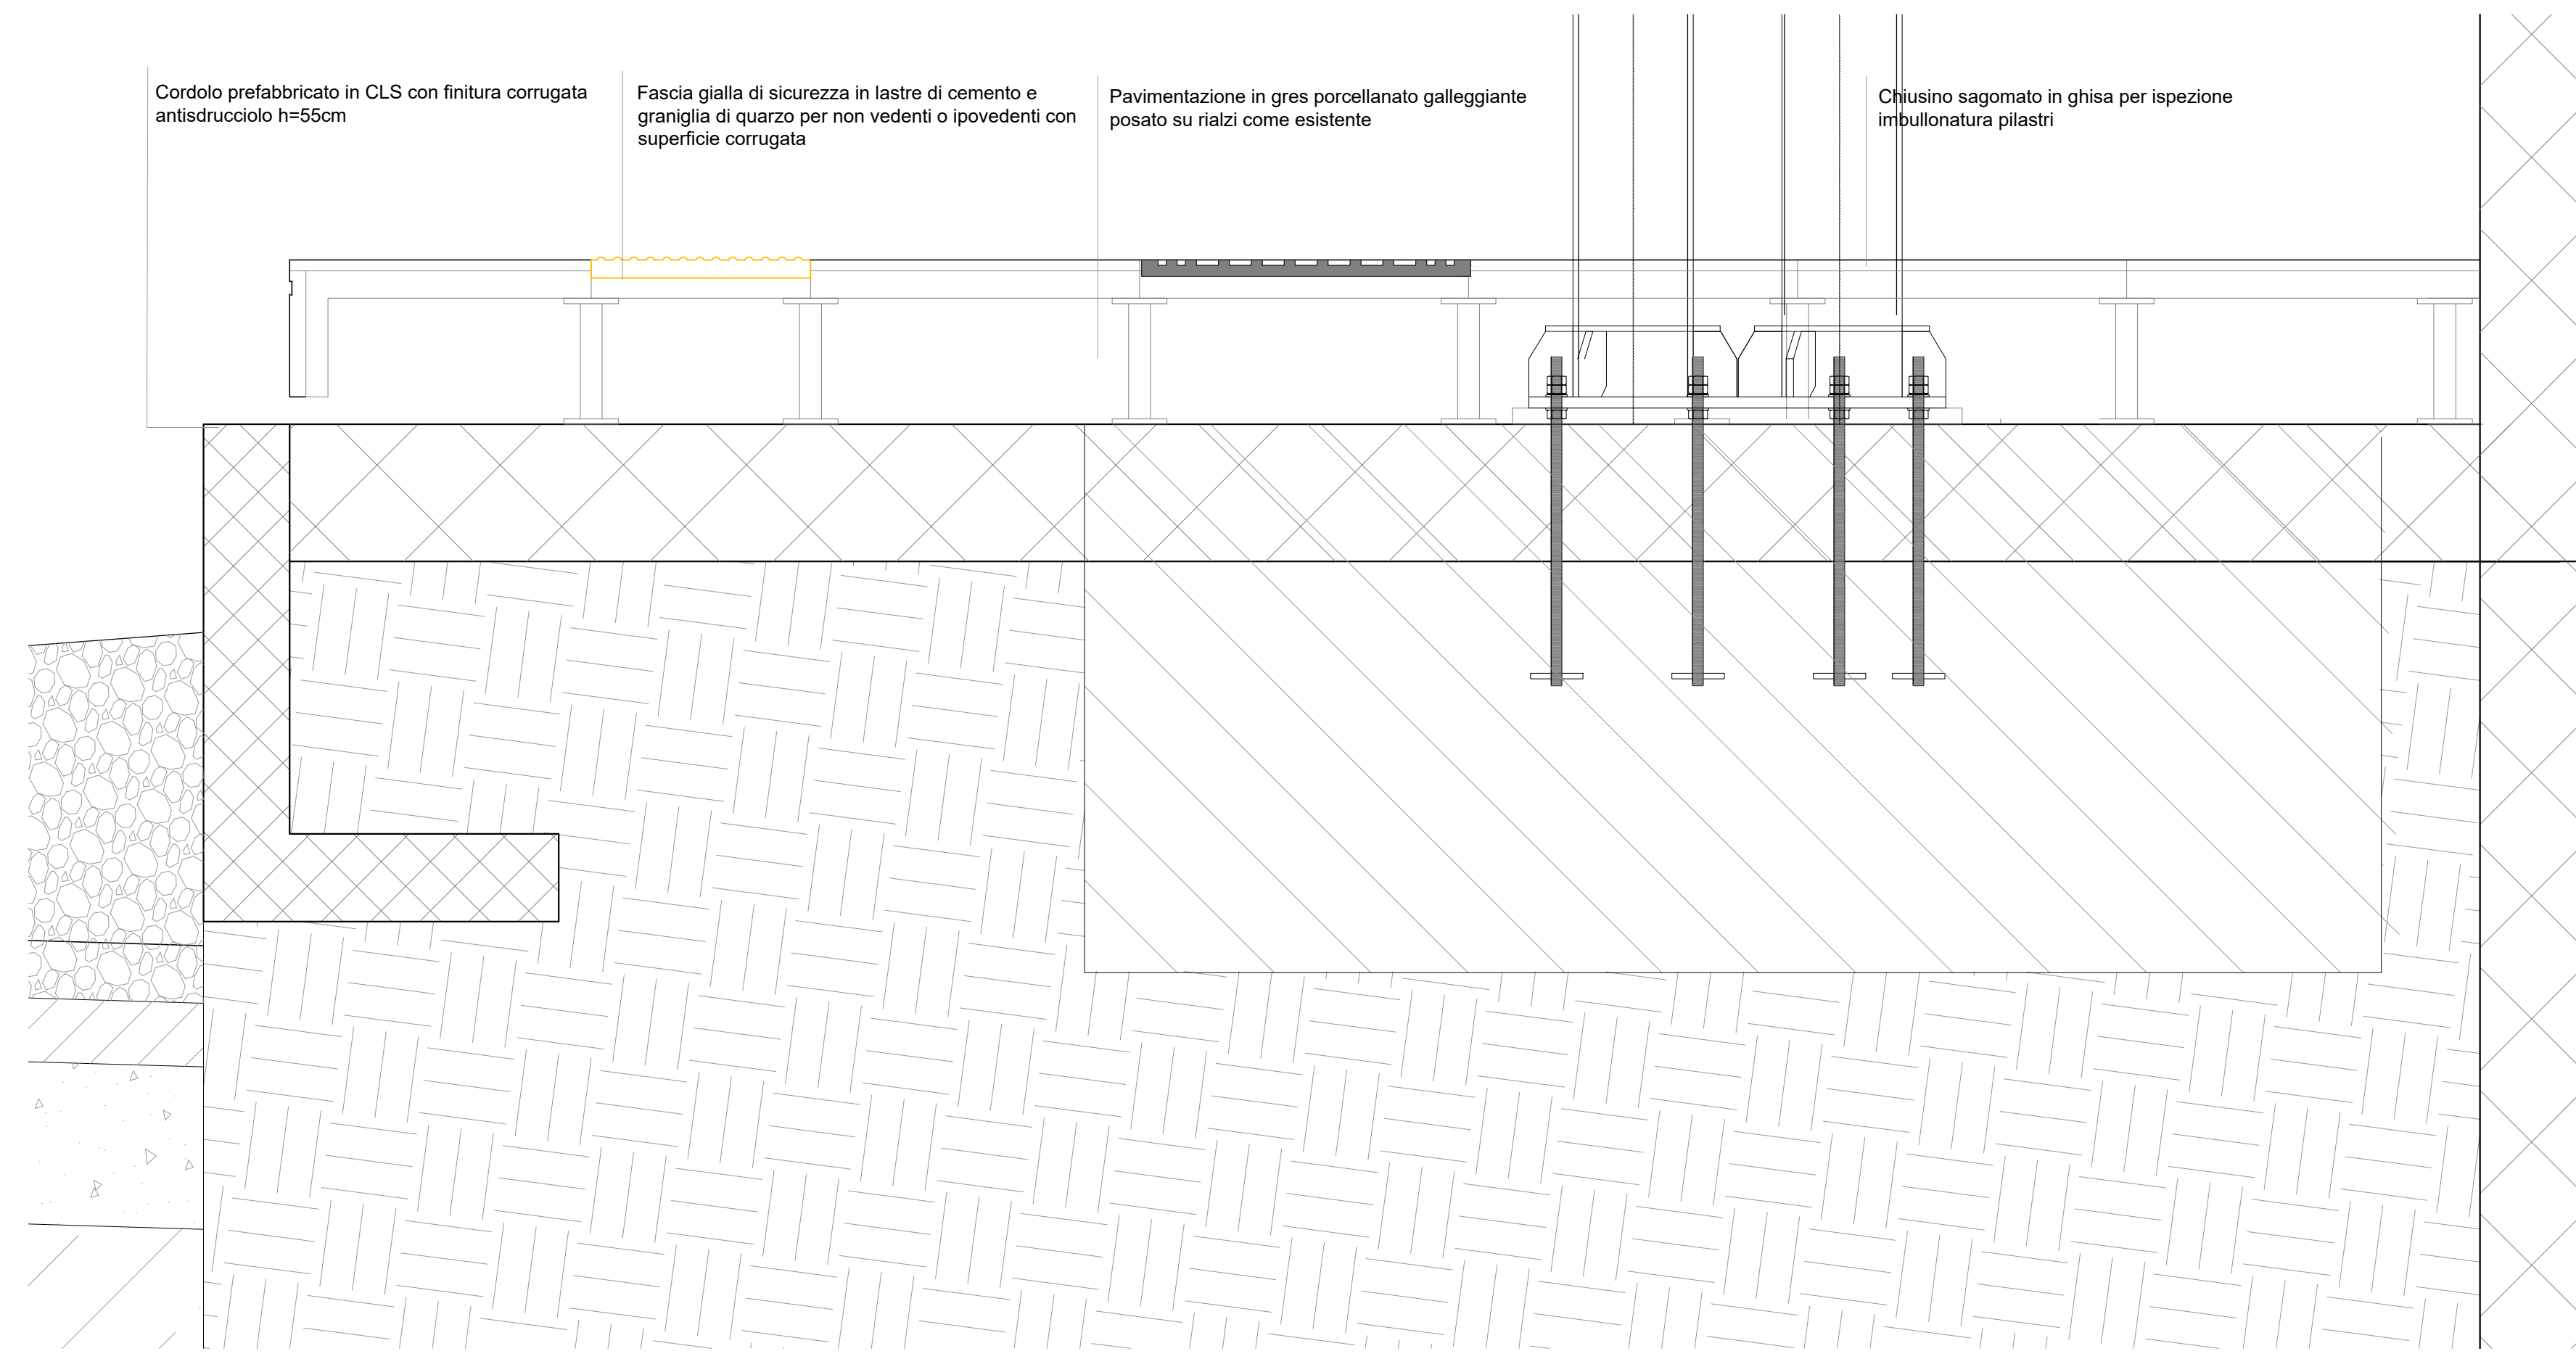 Cordolo prefabbricato in CLS con finitura corrugata
antisdrucciolo h=55cm
Fascia gialla di sicurezza in lastre di cemento e
graniglia di quarzo per non vedenti o ipovedenti con
superficie corrugata
Pavimentazione in gres porcellanato galleggiante
posato su rialzi come esistente
Chiusino sagomato in ghisa per ispezione
imbullonatura pilastri